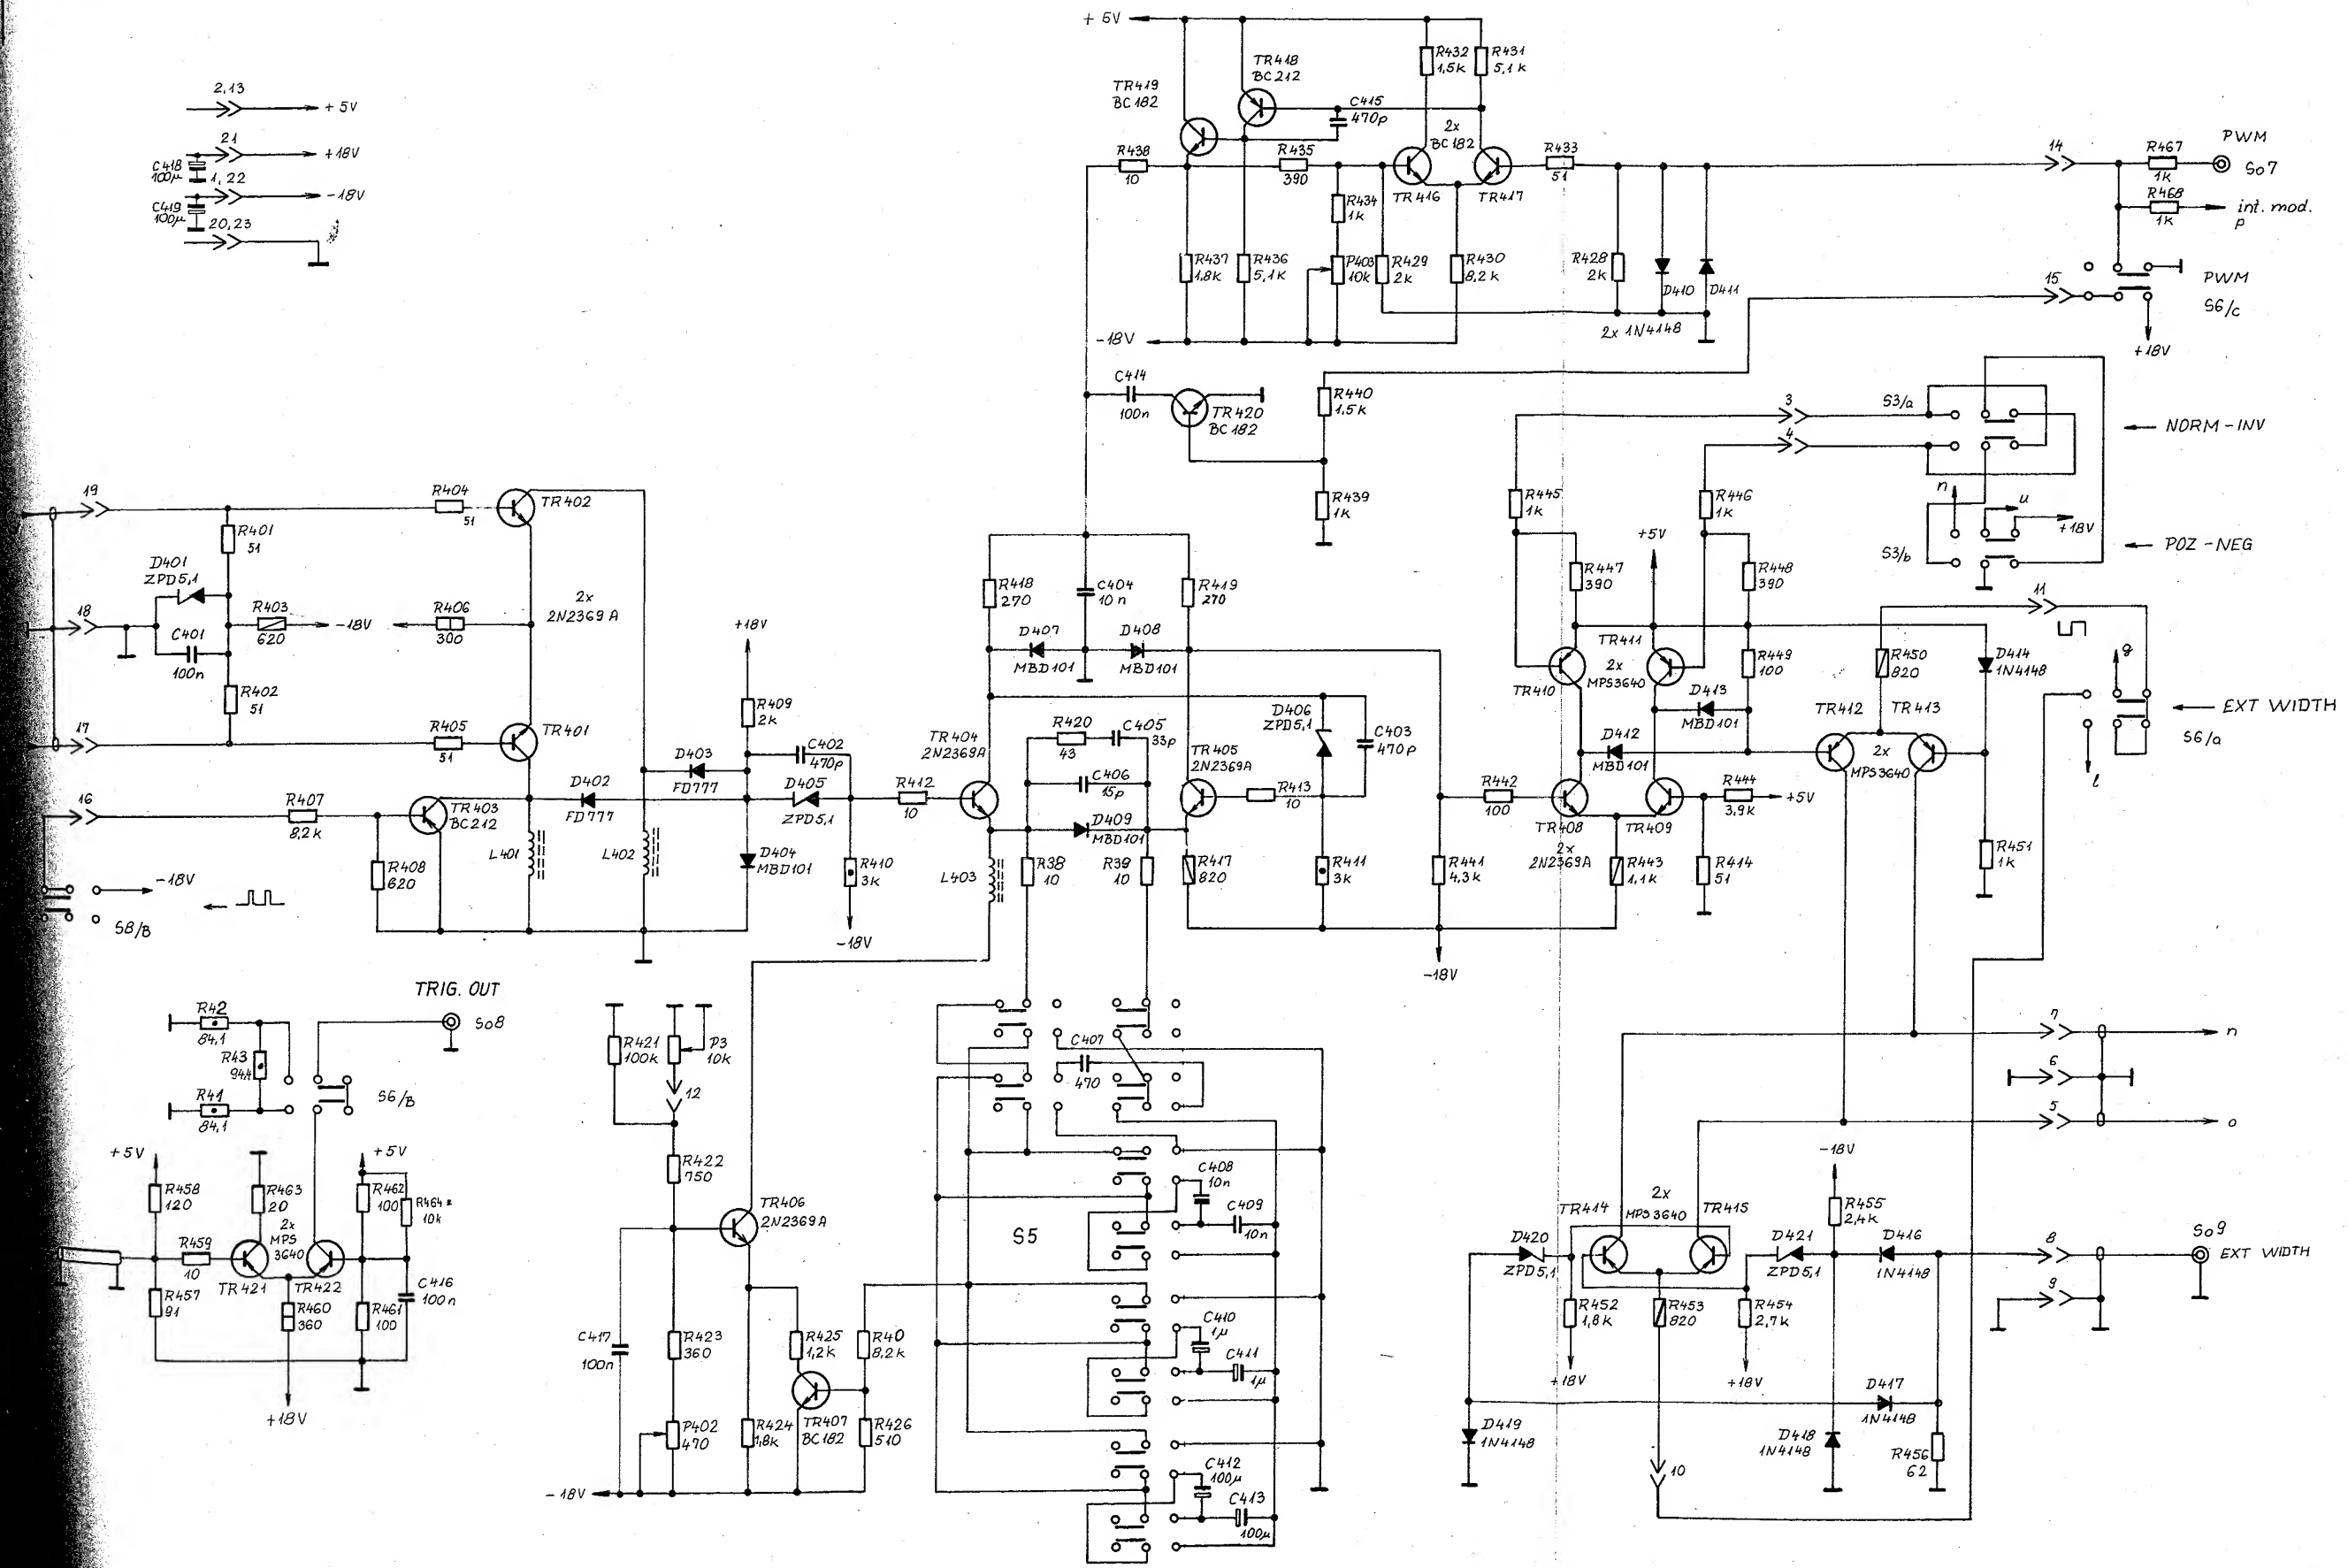 2,13
+ 5V
21
+18V
C418
100µ
1,22
-18V
C419
100µ
20,23
+ 5V
TR419
BC182
TR418
BC212
C415
470p
R432
1,5k
R431
5,1k
2x
BC182
R438
10
R435
390
TR416
TR417
R433
51
R434
1k
R437
1,8k
R436
5,1k
P403
10k
R429
2k
R430
8,2k
R428
2k
D410
D411
2x 1N4148
-18V
14
R467
1k
PWM
So7
R468
1k
int. mod.
p
15
PWM
S6/c
+18V
C414
100n
TR420
BC182
R440
1.5k
R439
1k
3
S3/a
4
NORM-INV
n
u
+18V
S3/b
POZ-NEG
19
R404
51
TR402
R401
51
D401
ZPD5,1
18
R403
620
-18V
R406
300
2x
2N2369A
C401
100n
R402
51
17
R405
51
TR401
16
R407
8,2k
TR403
BC212
R408
620
D402
FD777
L401
L402
D403
FD777
+18V
R409
2k
C402
470p
D405
ZPD5,1
D404
MBD101
R410
3k
-18V
R412
10
TR404
2N2369A
-18V
S8/B
R418
270
C404
10n
R419
270
D407
MBD101
D408
MBD101
R420
43
C405
33p
C406
15p
D409
MBD101
TR405
2N2369A
R413
10
D406
ZPD5,1
C403
470p
L403
R38
10
R39
10
R417
820
R411
3k
R441
4,3k
-18V
R442
100
R445
1k
R446
1k
R447
390
+5V
R448
390
TR411
2x
MPS3640
TR410
R449
100
D413
MBD101
D412
MBD101
TR408
TR409
2x
2N2369A
R444
3,9k
+5V
R443
1,1k
R414
51
R450
820
11
D414
1N4148
TR412
TR413
2x
MPS3640
R451
1k
g
l
EXT WIDTH
S6/a
TRIG. OUT
So8
R42
84,1
R43
R41
84,1
S6/B
+5V
R458
120
R463
20
2x
MPS
3640
+5V
R462
100
R464*
10k
R459
10
TR421
TR422
R457
91
R460
360
R461
100
C416
100n
+18V
R421
100k
P3
10k
12
R422
750
TR406
2N2369A
C417
100n
R423
360
R425
1,2k
R40
8,2k
P402
470
R424
1,8k
TR407
BC182
R426
510
-18V
C407
470
S5
C408
10n
C409
10n
C410
1µ
C411
1µ
C412
100µ
C413
100µ
7
n
6
5
o
-18V
TR414
2x
MPS3640
TR415
R455
2,4k
D420
ZPD5,1
D421
ZPD5,1
D416
1N4148
8
So9
EXT WIDTH
9
R452
1,8k
+18V
R453
820
R454
2,7k
+18V
D417
1N4148
D419
1N4148
D418
1N4148
R456
62
10